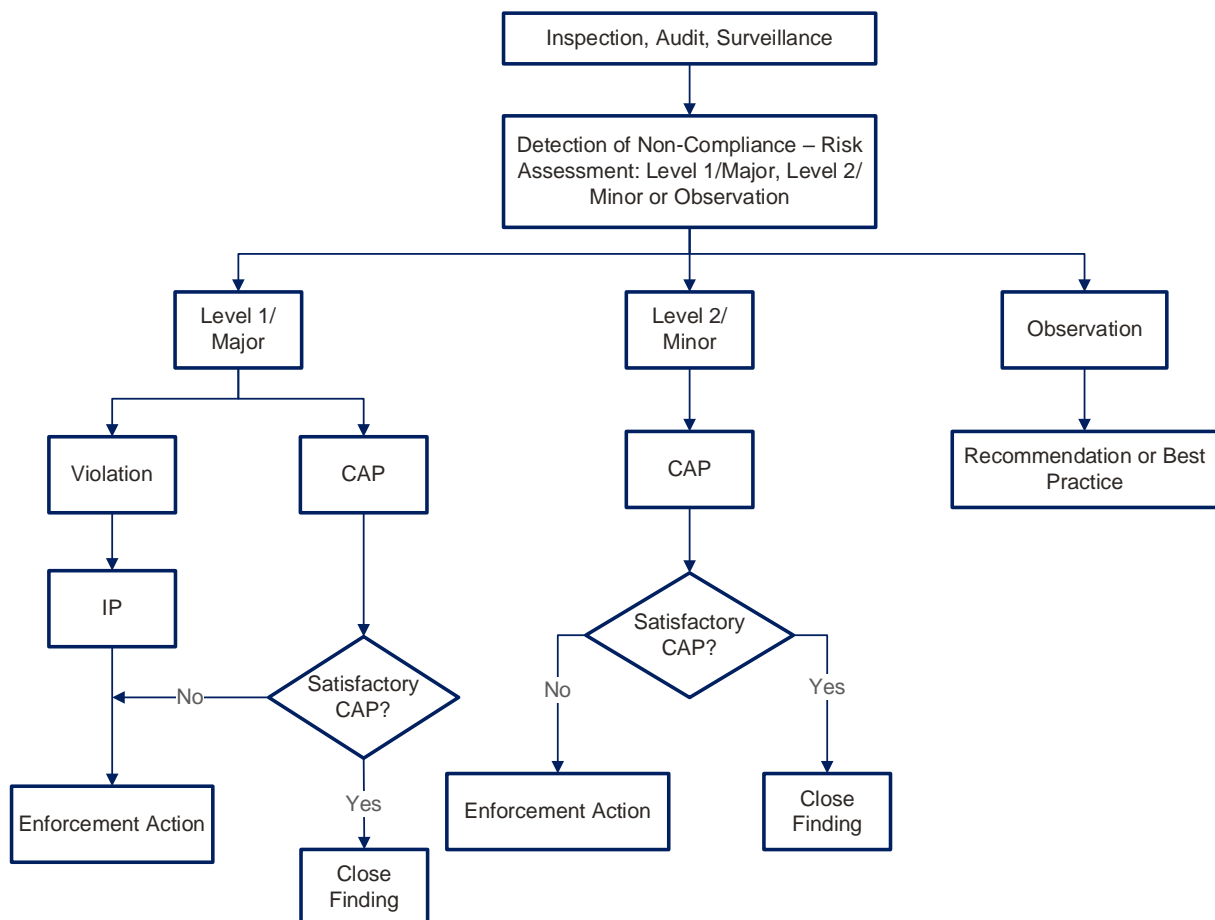 Inspection, Audit, Surveillance
Detection of Non-Compliance – Risk
Assessment: Level 1/Major, Level 2/
Minor or Observation
Level 1/
Major
Level 2/
Minor
Observation
Violation
CAP
CAP
Recommendation or Best
Practice
IP
Satisfactory
CAP?
Satisfactory
CAP?
No
No
Yes
Enforcement Action
Yes
Enforcement Action
Close
Finding
Close
Finding